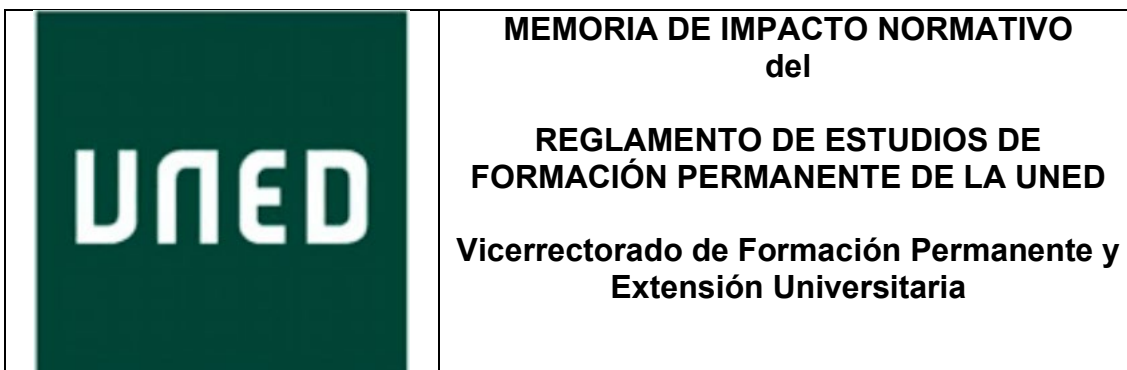 UNED
MEMORIA DE IMPACTO NORMATIVO
del
REGLAMENTO DE ESTUDIOS DE
FORMACIÓN PERMANENTE DE LA UNED
Vicerrectorado de Formación Permanente y
Extensión Universitaria